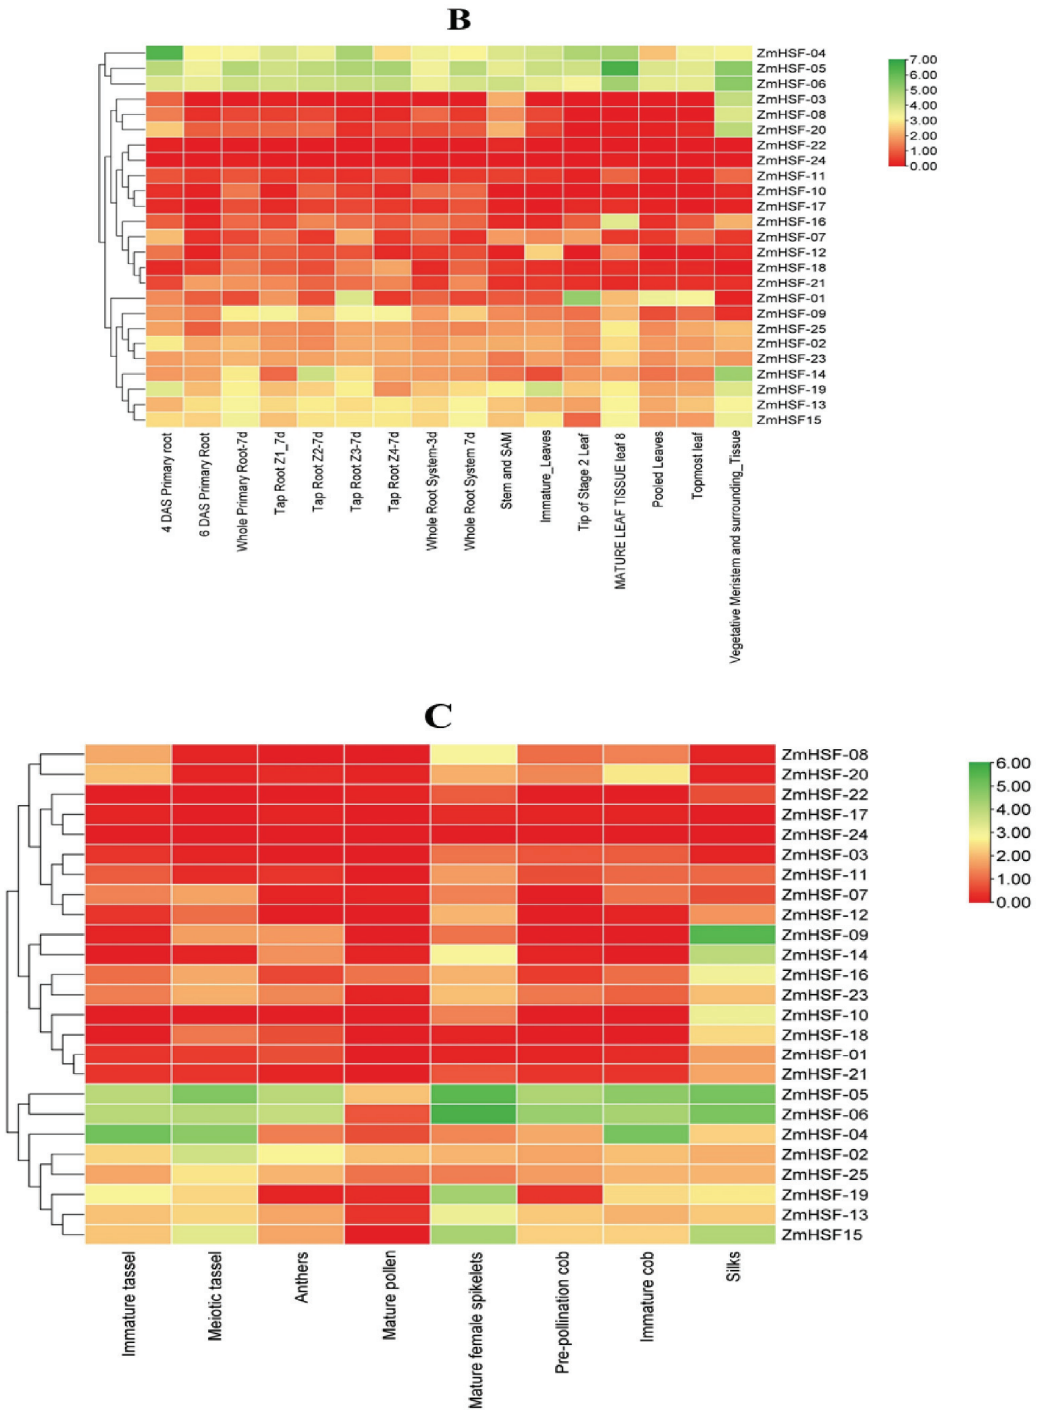 B
ZmHSF-04
ZmHSF-05
ZmHSF-06
ZmHSF-03
ZmHSF-08
ZmHSF-20
ZmHSF-22
ZmHSF-24
ZmHSF-11
ZmHSF-10
ZmHSF-17
ZmHSF-16
ZmHSF-07
ZmHSF-12
ZmHSF-18
ZmHSF-21
ZmHSF-01
ZmHSF-09
ZmHSF-25
ZmHSF-02
ZmHSF-23
ZmHSF-14
ZmHSF-19
ZmHSF-13
ZmHSF15
7.00
6.00
5.00
4.00
3.00
2.00
1.00
0.00
4 DAS Primary root
6 DAS Primary Root
Whole Primary Root-7d
Tap Root Z1_7d
Tap Root Z2-7d
Tap Root Z3-7d
Tap Root Z4-7d
Whole Root System-3d
Whole Root System 7d
Stem and SAM
Immature_Leaves
Tip of Stage 2 Leaf
MATURE LEAF TISSUE leaf 8
Pooled Leaves
Topmost leaf
Vegetative Meristem and surrounding_Tissue
C
ZmHSF-08
ZmHSF-20
ZmHSF-22
ZmHSF-17
ZmHSF-24
ZmHSF-03
ZmHSF-11
ZmHSF-07
ZmHSF-12
ZmHSF-09
ZmHSF-14
ZmHSF-16
ZmHSF-23
ZmHSF-10
ZmHSF-18
ZmHSF-01
ZmHSF-21
ZmHSF-05
ZmHSF-06
ZmHSF-04
ZmHSF-02
ZmHSF-25
ZmHSF-19
ZmHSF-13
ZmHSF15
6.00
5.00
4.00
3.00
2.00
1.00
0.00
Immature tassel
Meiotic tassel
Anthers
Mature pollen
Mature female spikelets
Pre-pollination cob
Immature cob
Silks